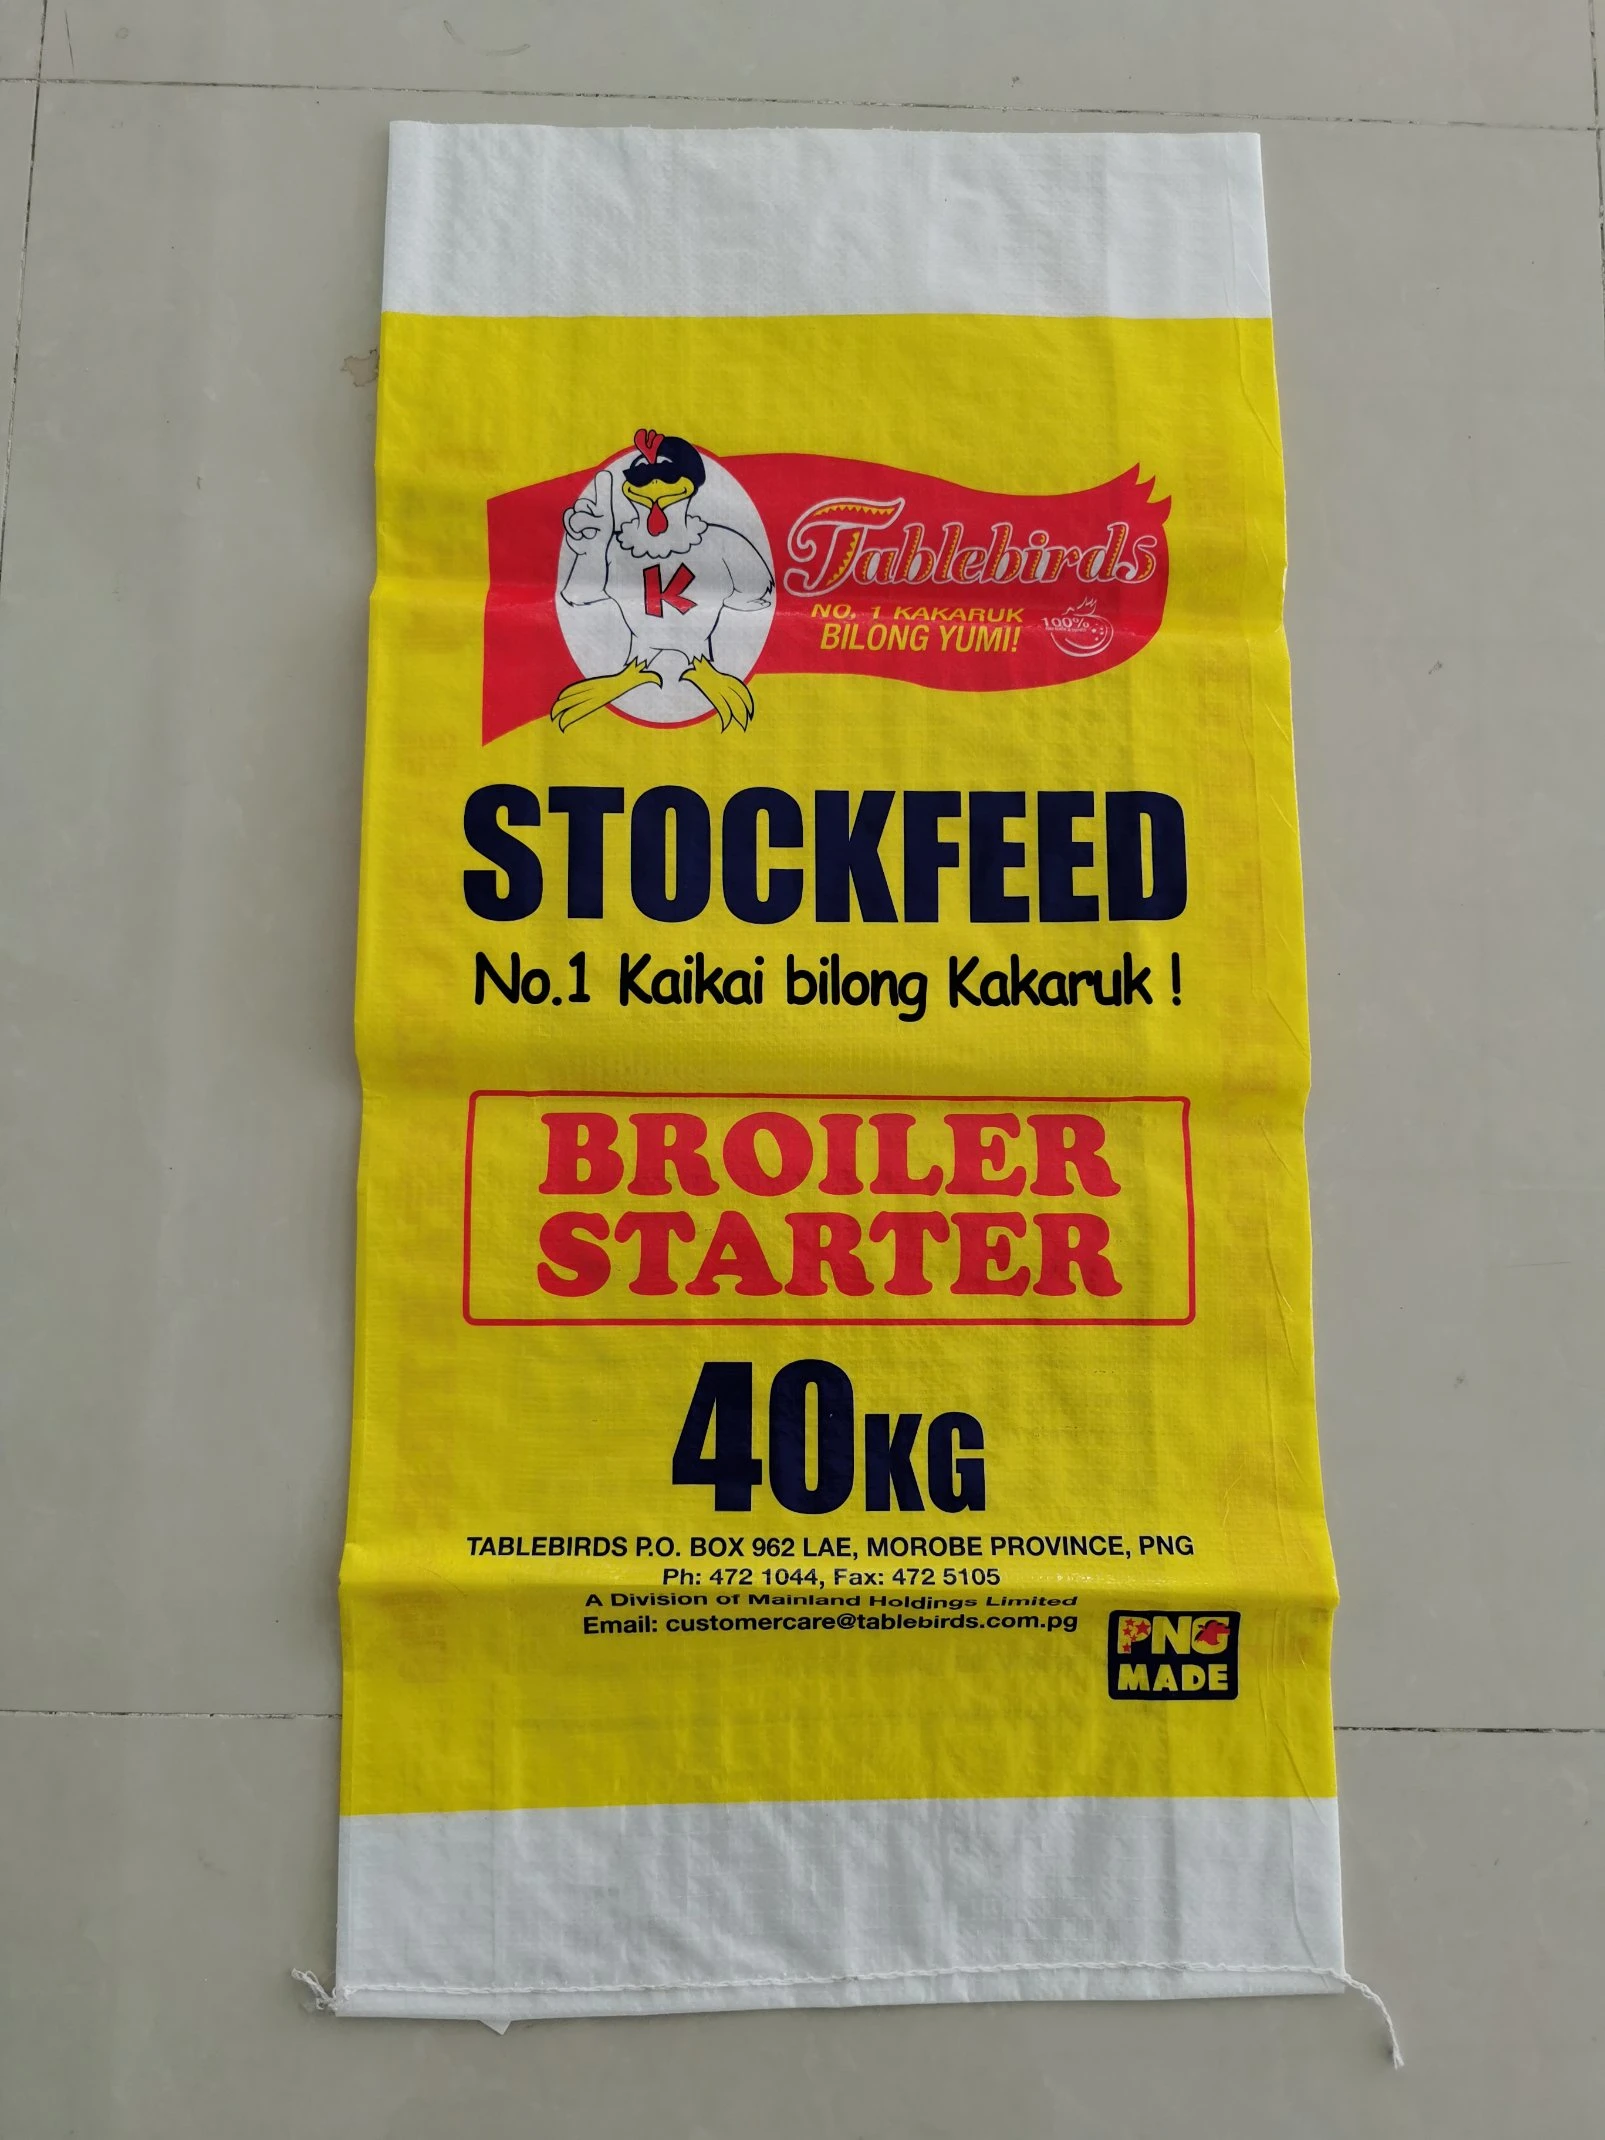 K
Tablebirds
NO. 1 KAKARUK
BILONG YUMI!
100%
STOCKFEED
No.1 Kaikai bilong Kakaruk !
BROILER
STARTER
40KG
TABLEBIRDS P.O. BOX 962 LAE, MOROBE PROVINCE, PNG
Ph: 472 1044, Fax: 472 5105
A Division of Mainland Holdings Limited
Email: customercare@tablebirds.com.pg
PNG
MADE